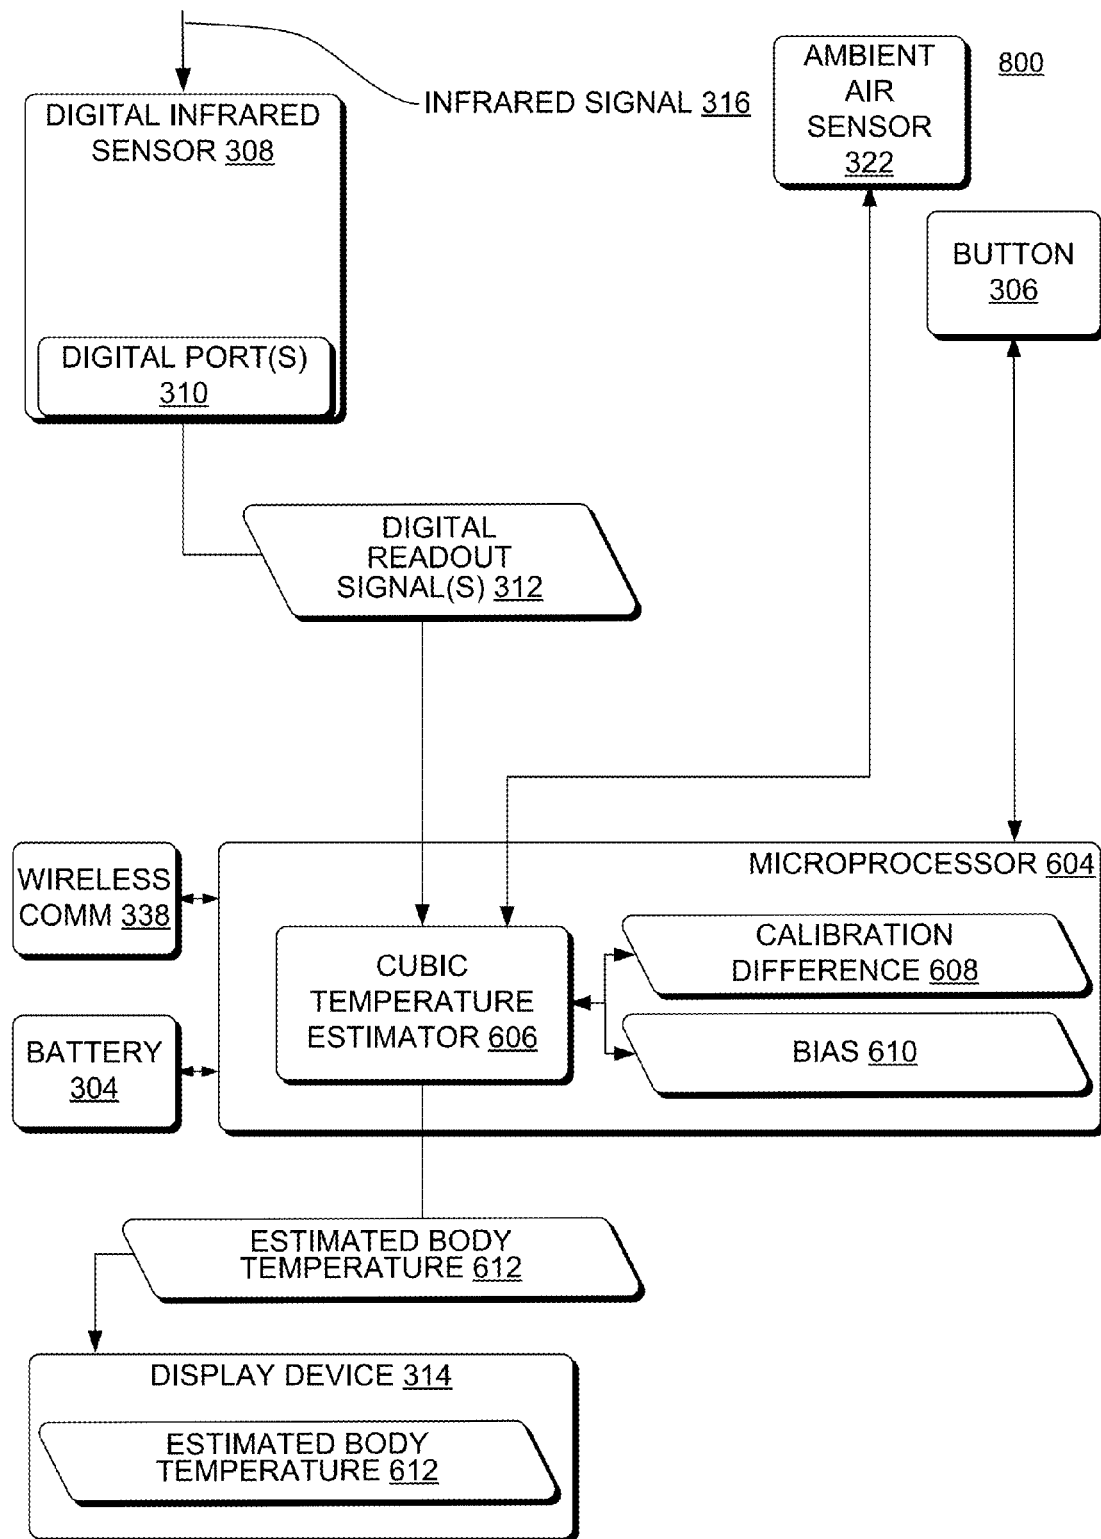 AMBIENT
AIR
SENSOR
322
800
INFRARED SIGNAL 316
DIGITAL INFRARED
SENSOR 308
BUTTON
306
DIGITAL PORT(S)
310
DIGITAL
READOUT
SIGNAL(S) 312
MICROPROCESSOR 604
WIRELESS
COMM 338
CUBIC
TEMPERATURE
ESTIMATOR 606
CALIBRATION
DIFFERENCE 608
BIAS 610
BATTERY
304
ESTIMATED BODY
TEMPERATURE 612
DISPLAY DEVICE 314
ESTIMATED BODY
TEMPERATURE 612